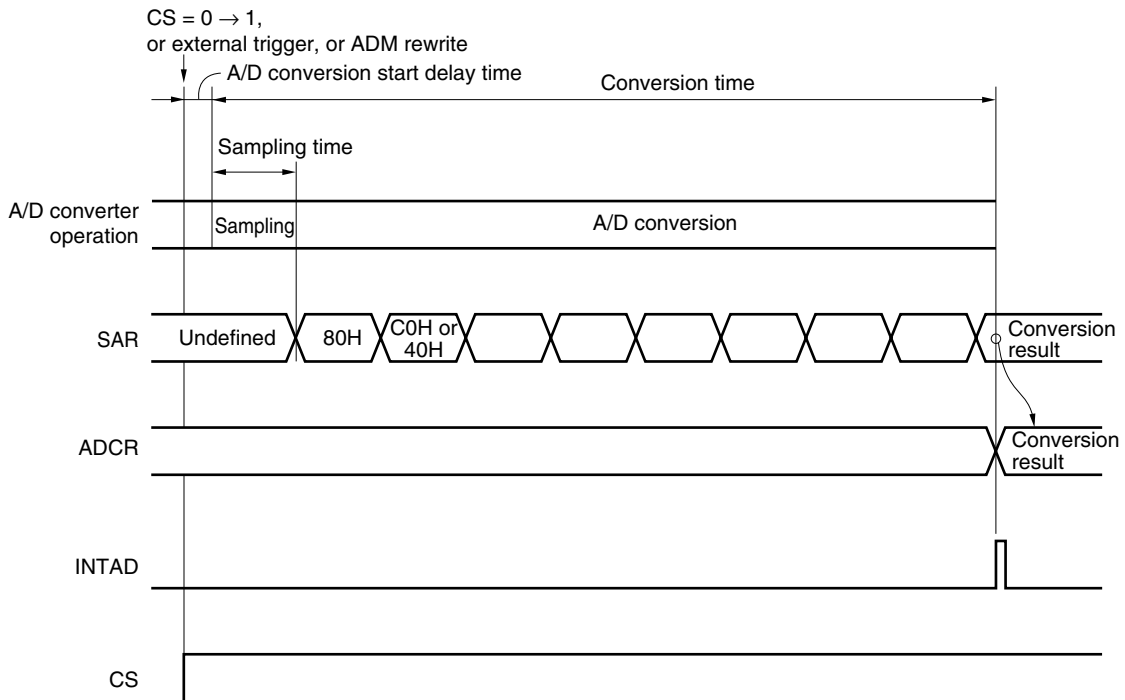 CS = 0 → 1,
or external trigger, or ADM rewrite
A/D conversion start delay time
Conversion time
Sampling time
A/D converter
operation
Sampling
A/D conversion
SAR
Undefined
80H
C0H or
40H
Conversion
result
ADCR
Conversion
result
INTAD
CS